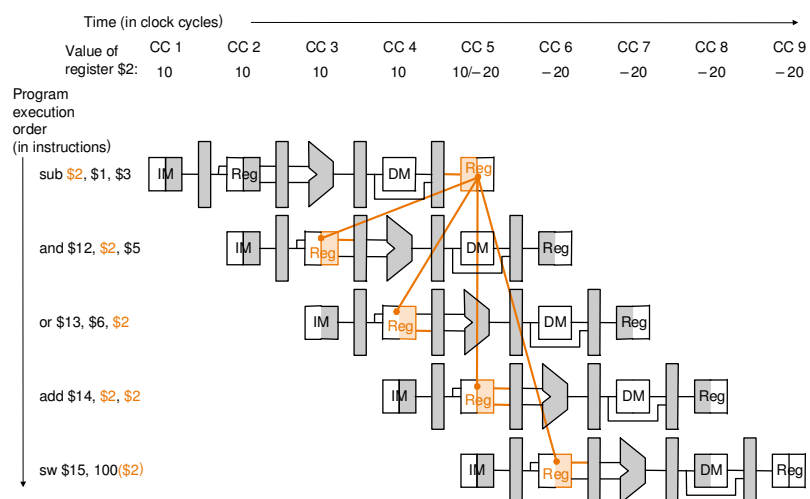 Time (in clock cycles)
CC 1 CC 2 CC 3 CC 4 CC 5 CC 6 CC 7 CC 8 CC 9
Value of
register $2: 10 10 10 10 10/– 20 – 20 – 20 – 20 – 20
Program
execution
order
(in instructions)
sub $2, $1, $3 IM Reg DM Reg
and $12, $2, $5 IM Reg DM Reg
or $13, $6, $2 IM Reg DM Reg
add $14, $2, $2 IM Reg DM Reg
sw $15, 100($2) IM Reg DM Reg